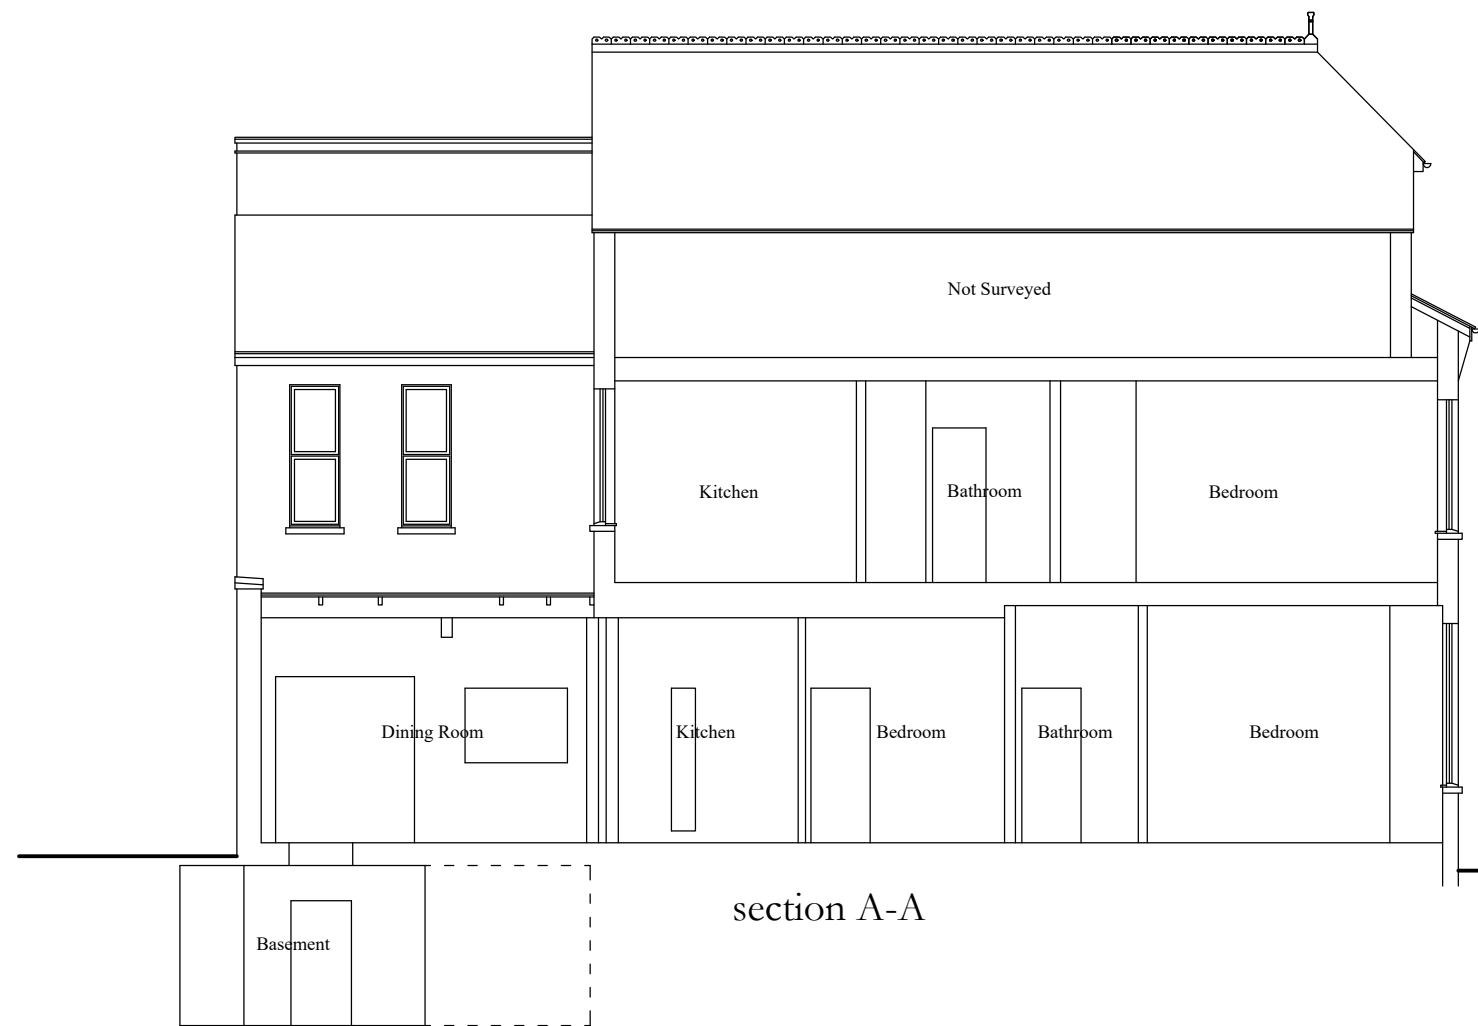 Not Surveyed
Kitchen
Bathroom
Bedroom
Dining Room
Kitchen
Bedroom
Bathroom
Bedroom
section A-A
Basement